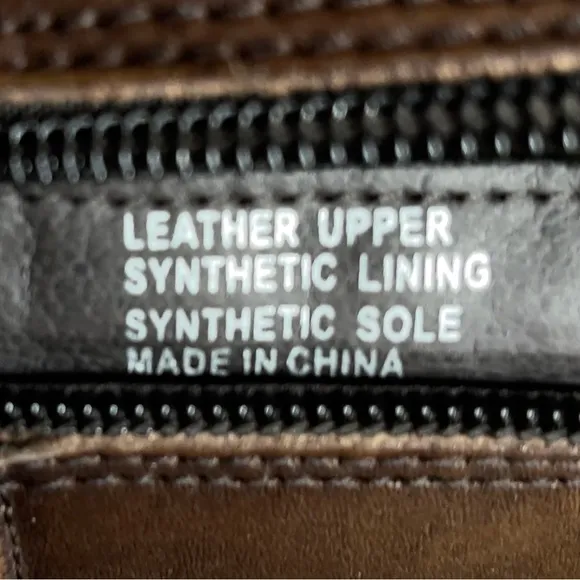 LEATHER UPPER
SYNTHETIC LINING
SYNTHETIC SOLE
MADE IN CHINA